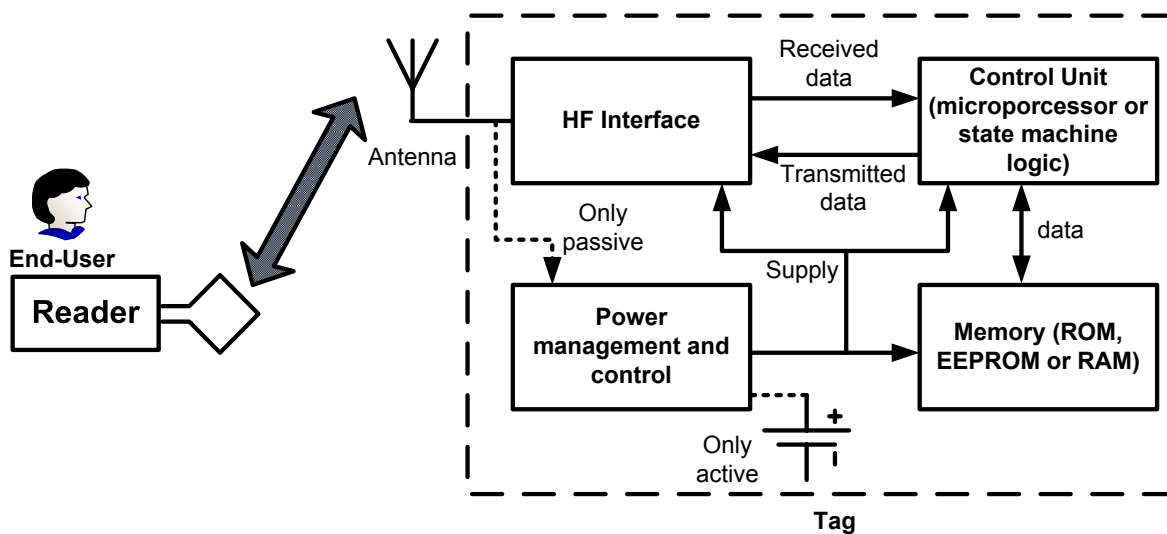 End-User
Reader
Antenna
HF Interface
Received
data
Transmitted
data
Control Unit
(microporcessor or
state machine
logic)
Only
passive
Supply
data
Power
management and
control
Memory (ROM,
EEPROM or RAM)
Only
active
+
-
Tag